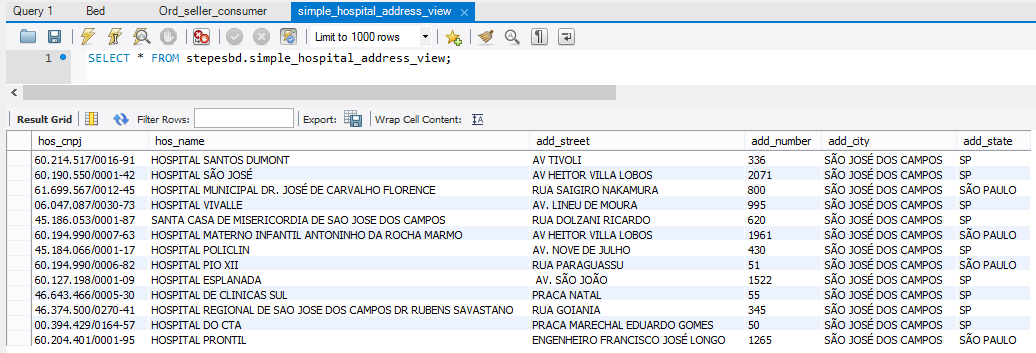 Query 1 Bed Ord_seller_consumer simple_hospital_address_view
Limit to 1000 rows
1 SELECT * FROM stepesbd.simple_hospital_address_view;
Result Grid Filter Rows: Export: Wrap Cell Content:
hos_cnpj hos_name add_street add_number add_city add_state
60.214.517/0016-91 HOSPITAL SANTOS DUMONT AV TIVOLI 336 SÃO JOSÉ DOS CAMPOS SP
60.190.550/0001-42 HOSPITAL SÃO JOSÉ AV HEITOR VILLA LOBOS 2071 SÃO JOSÉ DOS CAMPOS SP
61.699.567/0012-45 HOSPITAL MUNICIPAL DR. JOSÉ DE CARVALHO FLORENCE RUA SAIGIRO NAKAMURA 800 SÃO JOSÉ DOS CAMPOS SÃO PAULO
06.047.087/0030-73 HOSPITAL VIVALLE AV. LINEU DE MOURA 995 SÃO JOSÉ DOS CAMPOS SP
45.186.053/0001-87 SANTA CASA DE MISERICORDIA DE SAO JOSE DOS CAMPOS RUA DOLZANI RICARDO 620 SÃO JOSÉ DOS CAMPOS SP
60.194.990/0007-63 HOSPITAL MATERNO INFANTIL ANTONINHO DA ROCHA MARMO AV HEITOR VILLA LOBOS 1961 SÃO JOSÉ DOS CAMPOS SÃO PAULO
45.184.066/0001-17 HOSPITAL POLICLIN AV. NOVE DE JULHO 430 SÃO JOSÉ DOS CAMPOS SP
60.194.990/0006-82 HOSPITAL PIO XII RUA PARAGUASSU 51 SÃO JOSÉ DOS CAMPOS SÃO PAULO
60.127.198/0001-09 HOSPITAL ESPLANADA AV. SÃO JOÃO 1522 SÃO JOSÉ DOS CAMPOS SP
46.643.466/0005-30 HOSPITAL DE CLINICAS SUL PRACA NATAL 55 SÃO JOSÉ DOS CAMPOS SP
46.374.500/0270-41 HOSPITAL REGIONAL DE SAO JOSE DOS CAMPOS DR RUBENS SAVASTANO RUA GOIANIA 345 SÃO JOSÉ DOS CAMPOS SP
00.394.429/0164-57 HOSPITAL DO CTA PRACA MARECHAL EDUARDO GOMES 50 SÃO JOSÉ DOS CAMPOS SP
60.204.401/0001-95 HOSPITAL PRONTIL ENGENHEIRO FRANCISCO JOSÉ LONGO 1265 SÃO JOSÉ DOS CAMPOS SÃO PAULO